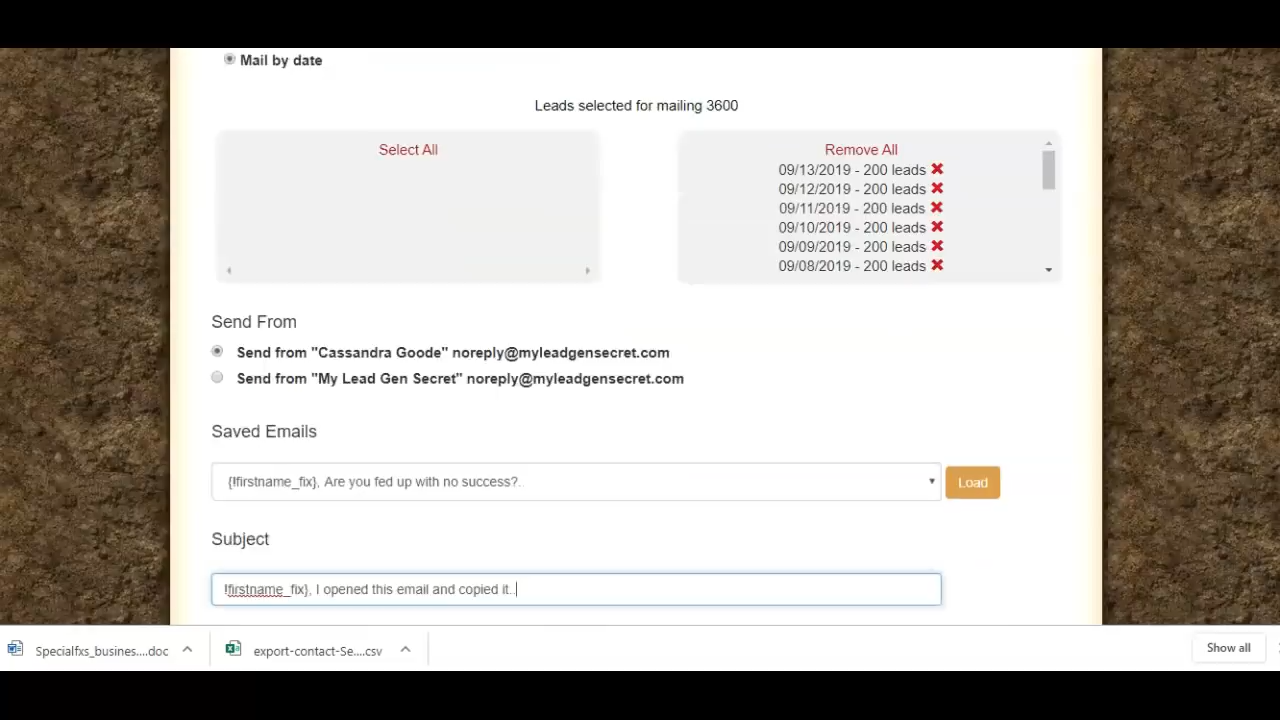 Mail by date
Leads selected for mailing 3600
Select All
Remove All
09/13/2019 - 200 leads
09/12/2019 - 200 leads
09/11/2019 - 200 leads
09/10/2019 - 200 leads
09/09/2019 - 200 leads
09/08/2019 - 200 leads
Send From
Send from "Cassandra Goode" noreply@myleadgensecret.com
Send from "My Lead Gen Secret" noreply@myleadgensecret.com
Saved Emails
{!firstname_fix}, Are you fed up with no success?.
Load
Subject
!firstname_fix}, I opened this email and copied it..
Specialfxs_busines....doc
export-contact-Se....csv
Show all